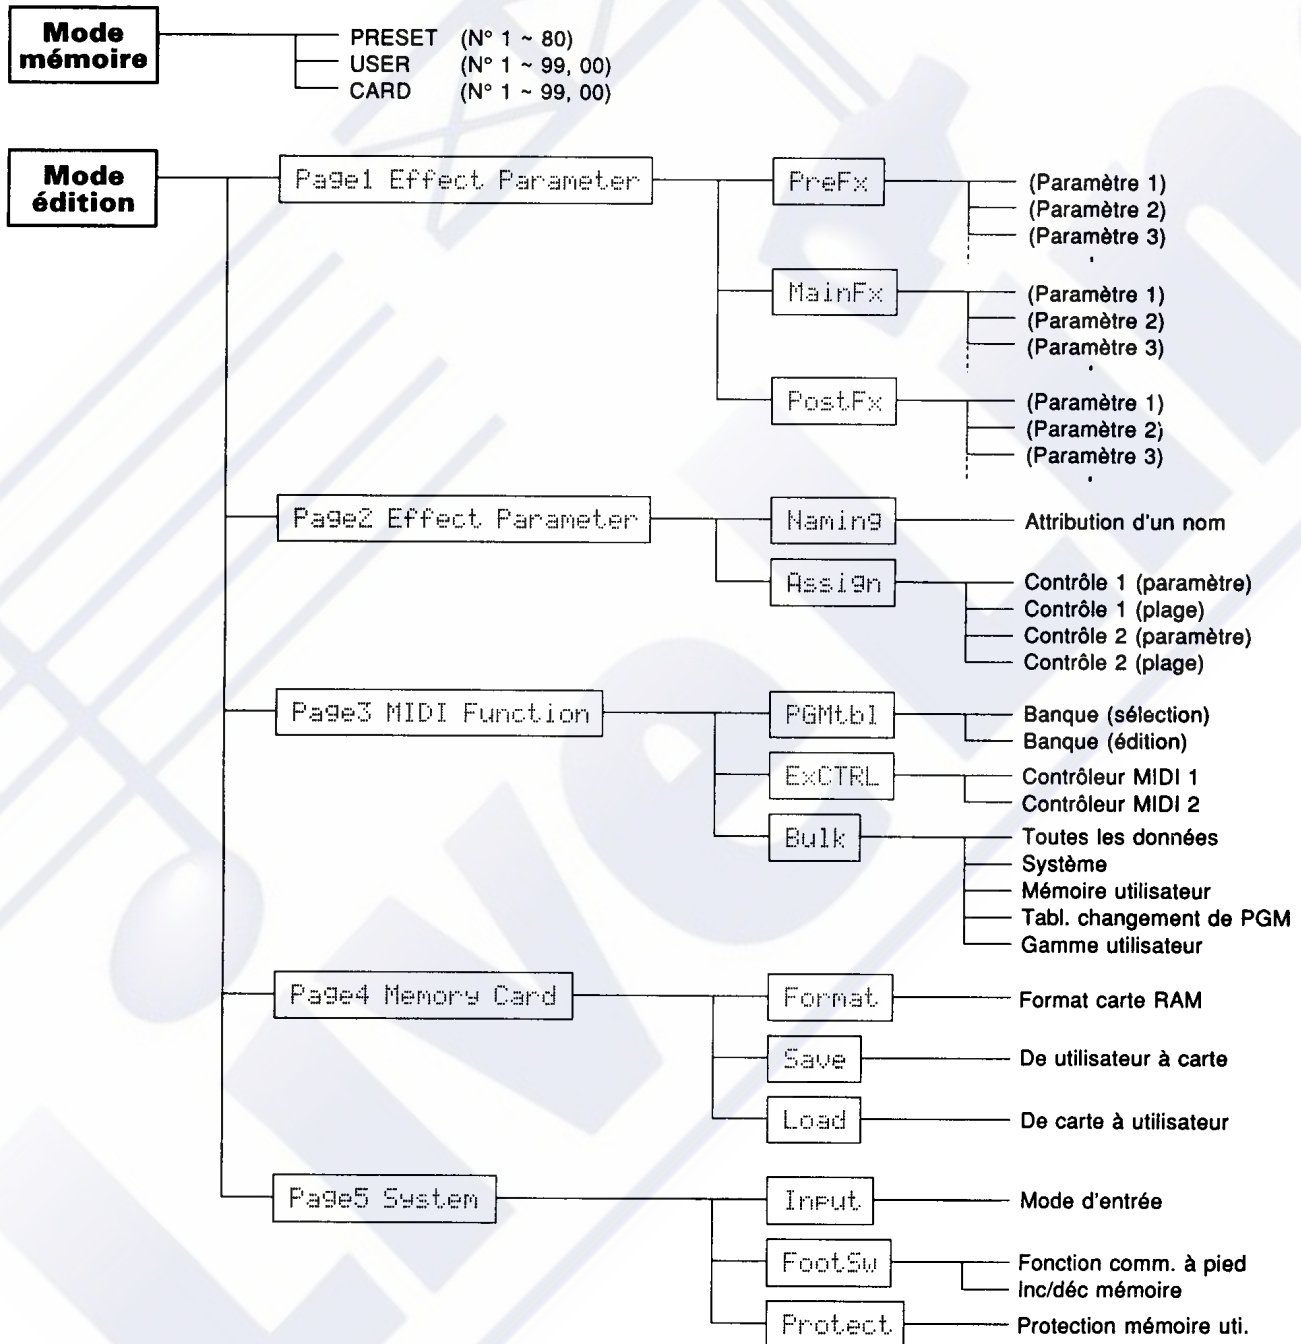 Mode
mémoire
PRESET (N° 1 ~ 80)
USER (N° 1 ~ 99, 00)
CARD (N° 1 ~ 99, 00)
Mode
édition
Page1 Effect Parameter
PreFx
(Paramètre 1)
(Paramètre 2)
(Paramètre 3)
MainFx
(Paramètre 1)
(Paramètre 2)
(Paramètre 3)
PostFx
(Paramètre 1)
(Paramètre 2)
(Paramètre 3)
Page2 Effect Parameter
Naming
Attribution d'un nom
Assign
Contrôle 1 (paramètre)
Contrôle 1 (plage)
Contrôle 2 (paramètre)
Contrôle 2 (plage)
Page3 MIDI Function
PGMtbl
Banque (sélection)
Banque (édition)
ExCTRL
Contrôleur MIDI 1
Contrôleur MIDI 2
Bulk
Toutes les données
Système
Mémoire utilisateur
Tabl. changement de PGM
Gamme utilisateur
Page4 Memory Card
Format
Format carte RAM
Save
De utilisateur à carte
Load
De carte à utilisateur
Page5 System
Input
Mode d'entrée
FootSw
Fonction comm. à pied
Inc/déc mémoire
Protect
Protection mémoire uti.
LiveLin